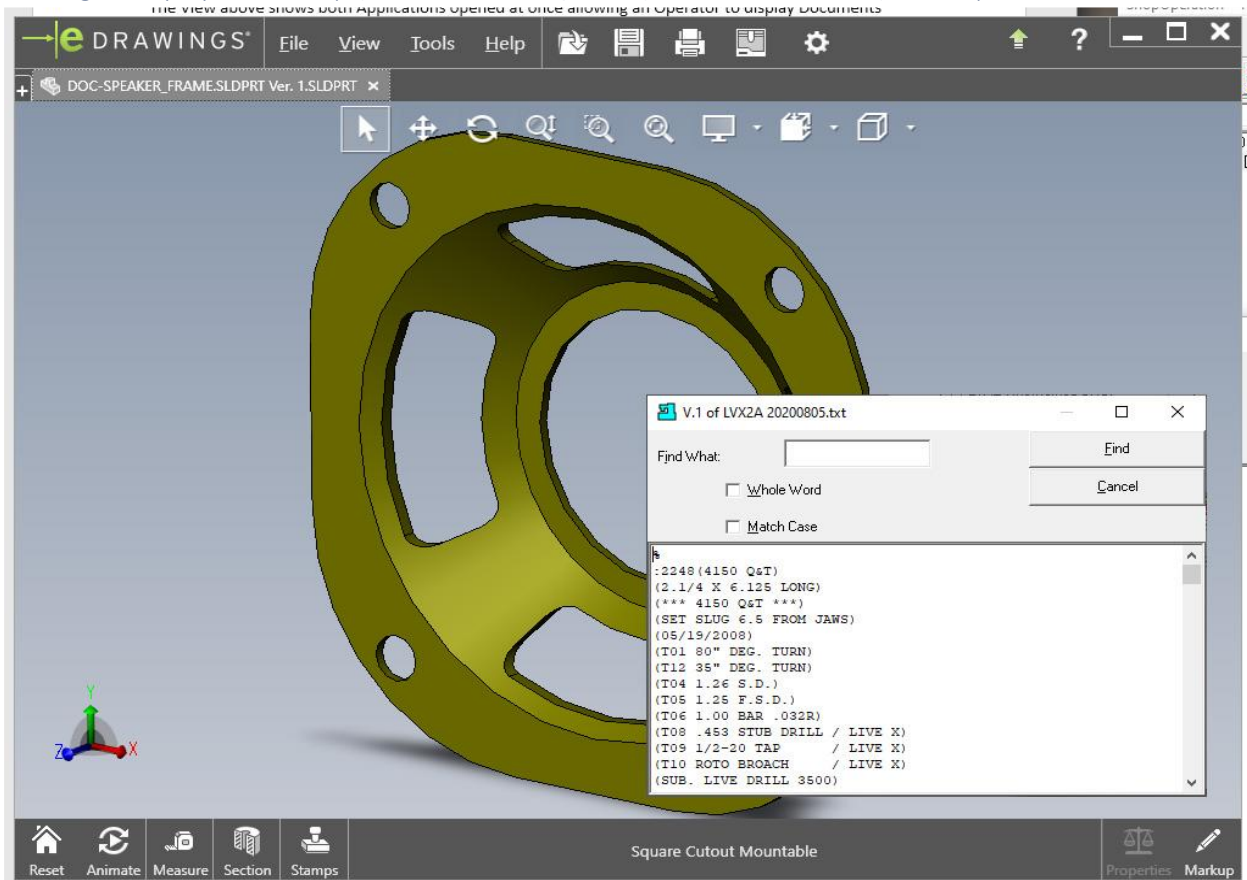 The View above shows both Applications opened at once allowing an Operator to display Documents
eDRAWINGS® File View Tools Help ?
DOC-SPEAKER_FRAME.SLDPRT Ver. 1.SLDPRT ×
V.1 of LVX2A 20200805.txt
Find What:
Find
Whole Word
Cancel
Match Case
%
:2248(4150 Q&T)
(2.1/4 X 6.125 LONG)
(*** 4150 Q&T ***)
(SET SLUG 6.5 FROM JAWS)
(05/19/2008)
(T01 80" DEG. TURN)
(T12 35" DEG. TURN)
(T04 1.26 S.D.)
(T05 1.25 F.S.D.)
(T06 1.00 BAR .032R)
(T08 .453 STUB DRILL / LIVE X)
(T09 1/2-20 TAP / LIVE X)
(T10 ROTO BROACH / LIVE X)
(SUB. LIVE DRILL 3500)
Y
Z X
Reset Animate Measure Section Stamps Square Cutout Mountable Properties Markup